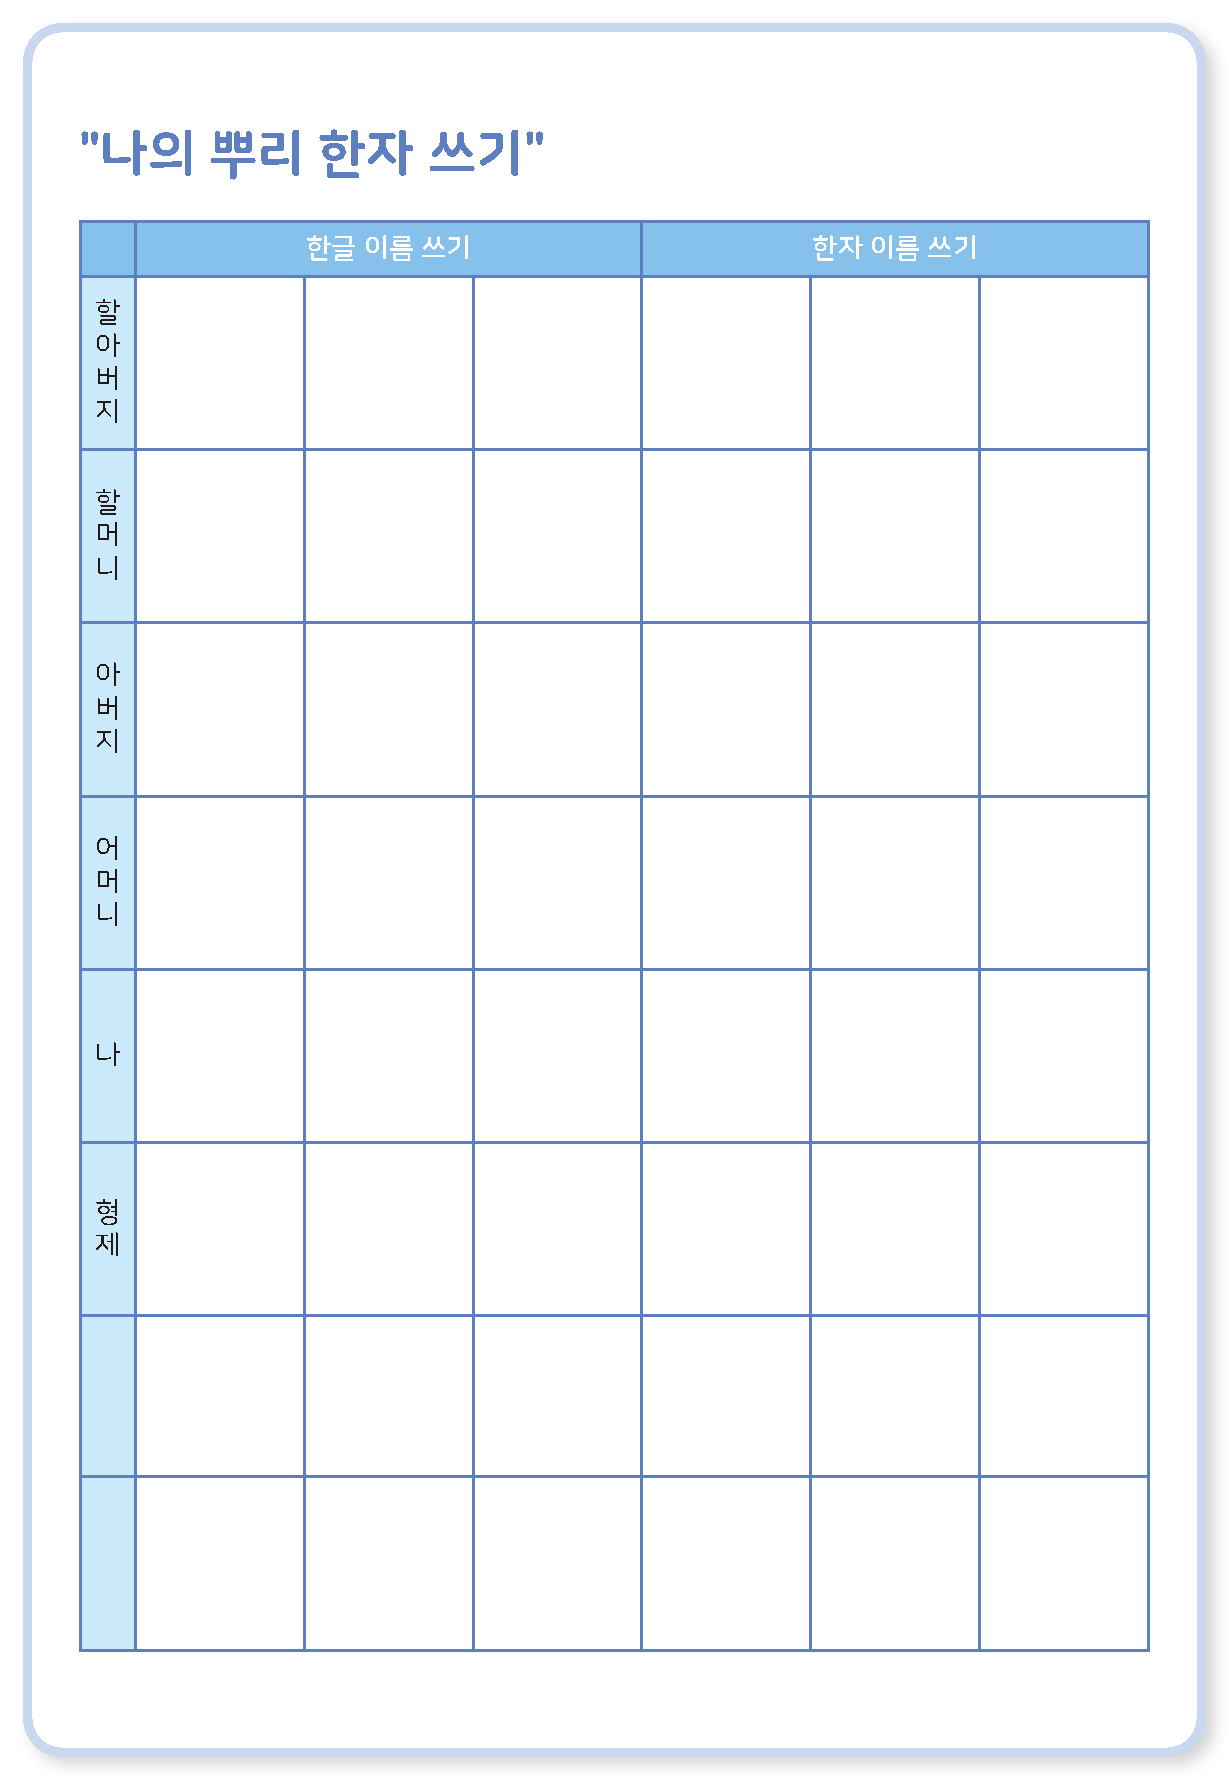 "나의 뿌리 한자 쓰기"
한글 이름 쓰기 한자 이름 쓰기
할아버지
할머니
아버지
어머니
나
형제